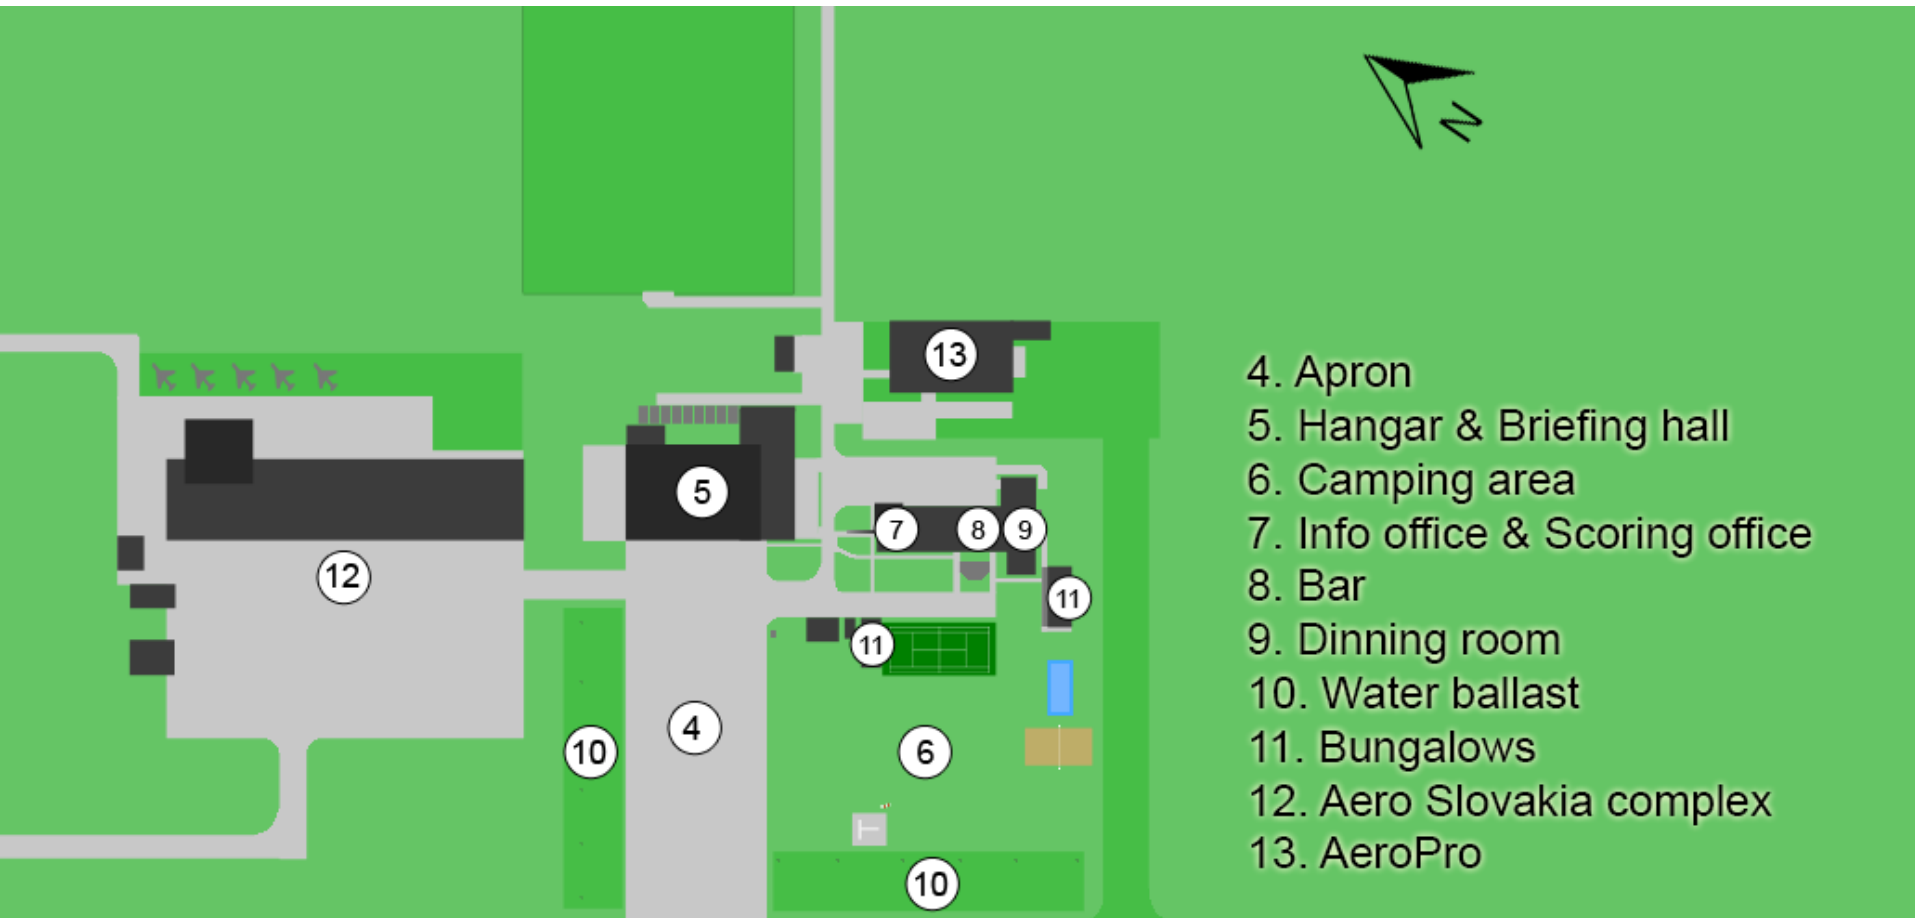 N
13
4. Apron
5. Hangar & Briefing hall
6. Camping area
5
7. Info office & Scoring office
7
8
9
12
8. Bar
11
11
9. Dinning room
10. Water ballast
4
10
6
11. Bungalows
12. Aero Slovakia complex
T
13. AeroPro
10